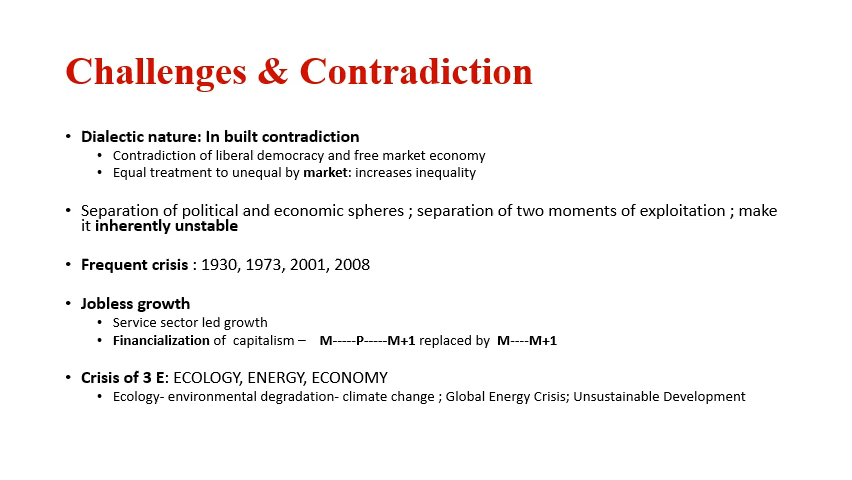 Challenges & Contradiction
• Dialectic nature: In built contradiction
• Contradiction of liberal democracy and free market economy
• Equal treatment to unequal by market: increases inequality
• Separation of political and economic spheres ; separation of two moments of exploitation ; make
it inherently unstable
• Frequent crisis : 1930, 1973, 2001, 2008
• Jobless growth
• Service sector led growth
• Financialization of capitalism – M-----P-----M+1 replaced by M----M+1
• Crisis of 3 E: ECOLOGY, ENERGY, ECONOMY
• Ecology- environmental degradation- climate change ; Global Energy Crisis; Unsustainable Development